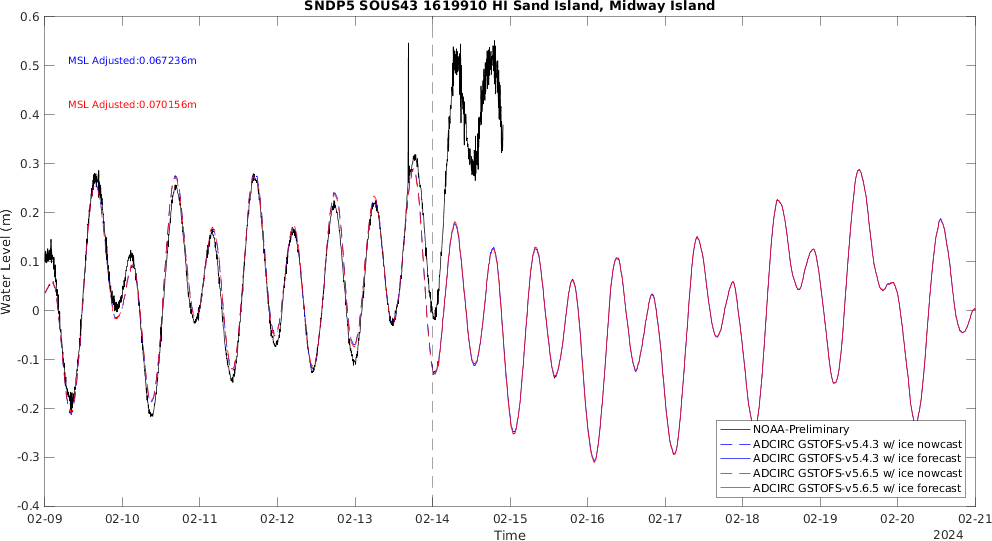 SNDP5 SOUS43 1619910 HI Sand Island, Midway Island
MSL Adjusted:0.067236m
MSL Adjusted:0.070156m
Water Level (m)
0.6
0.5
0.4
0.3
0.2
0.1
0
-0.1
-0.2
-0.3
-0.4
NOAA-Preliminary
ADCIRC GSTOFS-v5.4.3 w/ ice nowcast
ADCIRC GSTOFS-v5.4.3 w/ ice forecast
ADCIRC GSTOFS-v5.6.5 w/ ice nowcast
ADCIRC GSTOFS-v5.6.5 w/ ice forecast
02-09 02-10 02-11 02-12 02-13 02-14 02-15 02-16 02-17 02-18 02-19 02-20 02-21
Time
2024